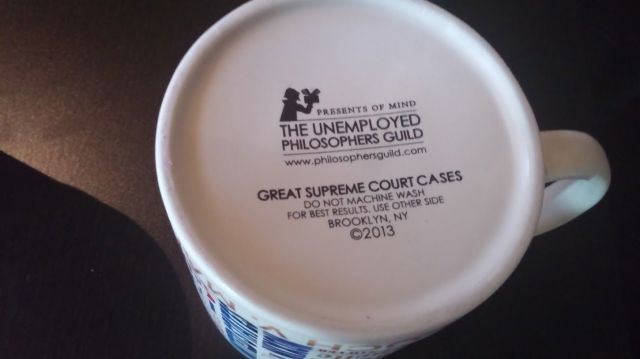 PRESENTS OF MIND
THE UNEMPLOYED
PHILOSOPHERS GUILD
www.philosophersguild.com
GREAT SUPREME COURT CASES
DO NOT MACHINE WASH
FOR BEST RESULTS, USE OTHER SIDE
BROOKLYN, NY
©2013